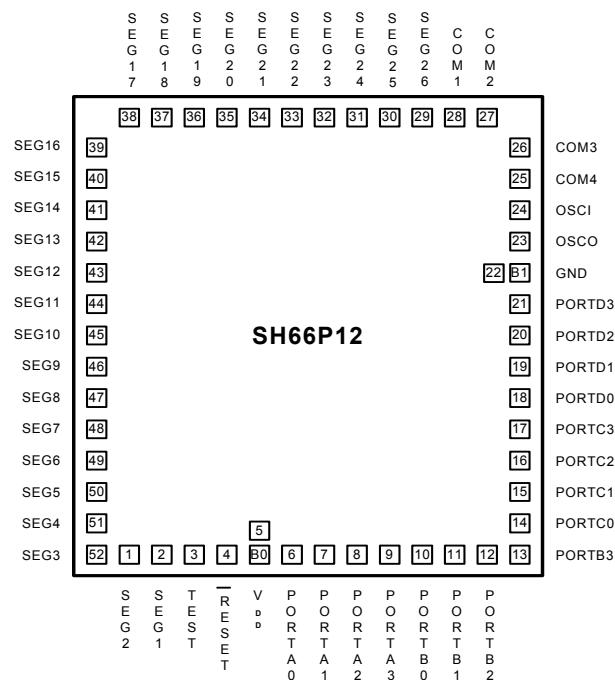 SEG17 SEG18 SEG19 SEG20 SEG21 SEG22 SEG23 SEG24 SEG25 SEG26 COM1 COM2
38 37 36 35 34 33 32 31 30 29 28 27
SEG16 39 26 COM3
SEG15 40 25 COM4
SEG14 41 24 OSCI
SEG13 42 23 OSCO
SEG12 43 22 B1 GND
SEG11 44 21 PORTD3
SEG10 45 SH66P12 20 PORTD2
SEG9 46 19 PORTD1
SEG8 47 18 PORTD0
SEG7 48 17 PORTC3
SEG6 49 16 PORTC2
SEG5 50 15 PORTC1
SEG4 51 14 PORTC0
5
SEG3 52 1 2 3 4 B0 6 7 8 9 10 11 12 13 PORTB3
SEG2 SEG1 TEST RESET VDD PORTA0 PORTA1 PORTA2 PORTA3 PORTB0 PORTB1 PORTB2